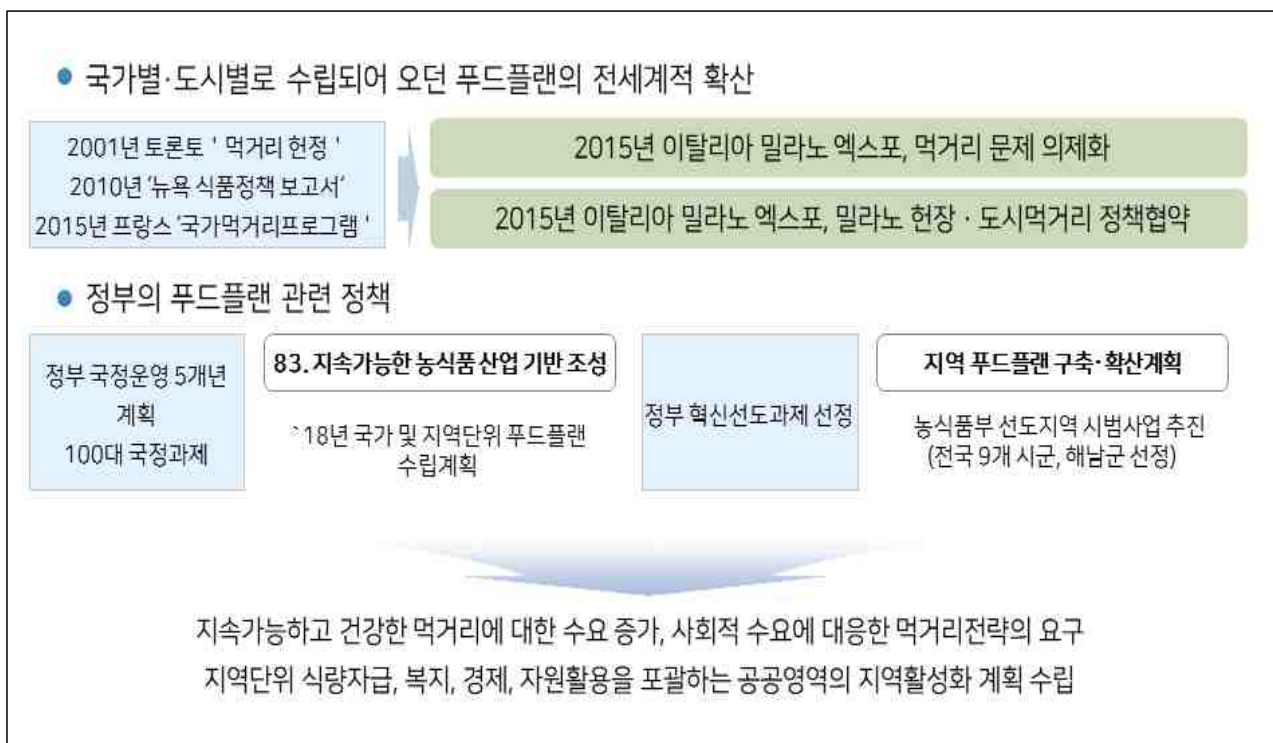 ● 국가별·도시별로 수립되어 오던 푸드플랜의 전세계적 확산
2001년 토론토 ' 먹거리 헌정 '
2010년 ‘뉴욕 식품정책 보고서‘
2015년 프랑스 ‘국가먹거리프로그램 '
2015년 이탈리아 밀라노 엑스포, 먹거리 문제 의제화
2015년 이탈리아 밀라노 엑스포, 밀라노 헌장 · 도시먹거리 정책협약
● 정부의 푸드플랜 관련 정책
정부 국정운영 5개년
계획
100대 국정과제
83. 지속가능한 농식품 산업 기반 조성
`18년 국가 및 지역단위 푸드플랜
수립계획
정부 혁신선도과제 선정
지역 푸드플랜 구축·확산계획
농식품부 선도지역 시범사업 추진
(전국 9개 시군, 해남군 선정)
지속가능하고 건강한 먹거리에 대한 수요 증가, 사회적 수요에 대응한 먹거리전략의 요구
지역단위 식량자급, 복지, 경제, 자원활용을 포괄하는 공공영역의 지역활성화 계획 수립